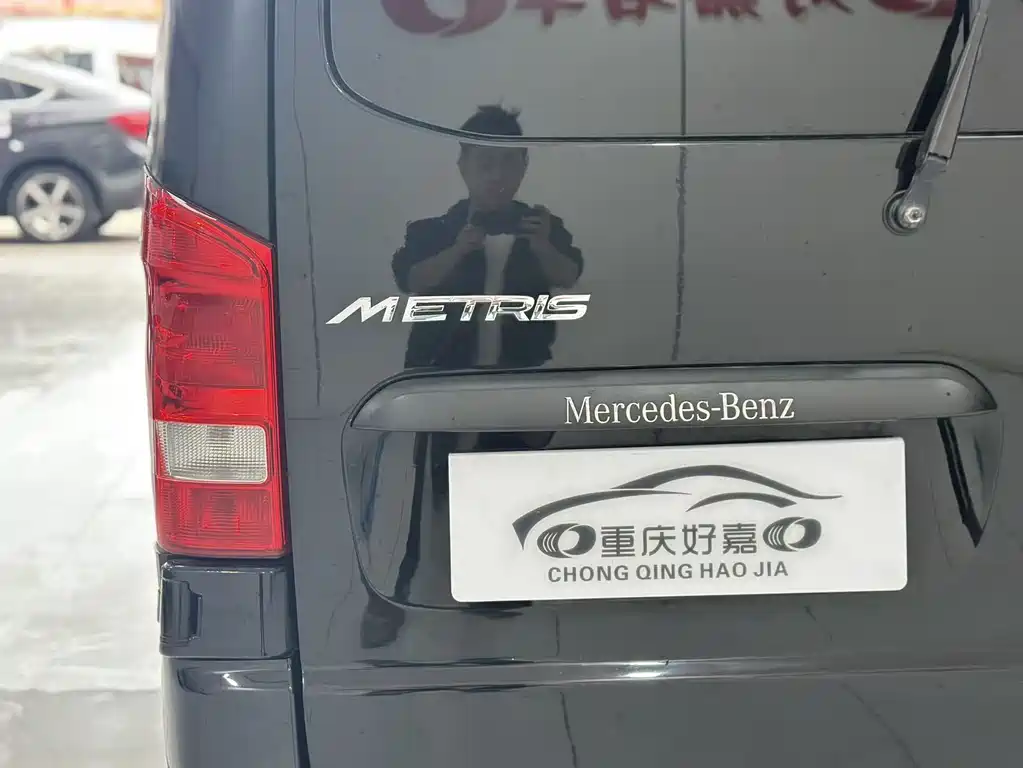 METRIS
Mercedes-Benz
重庆好嘉
CHONG QING HAO JIA